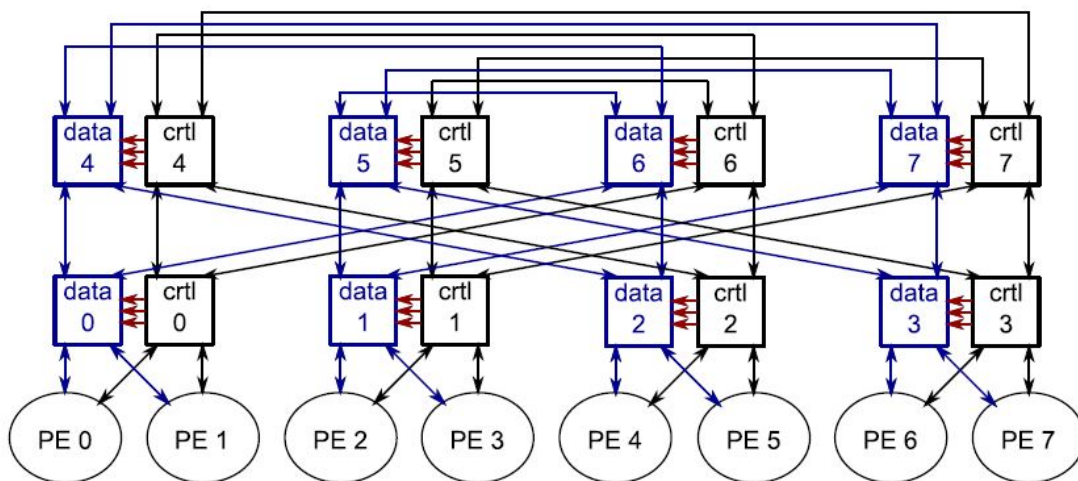 data
4
crtl
4
data
5
crtl
5
data
6
crtl
6
data
7
crtl
7
data
0
crtl
0
data
1
crtl
1
data
2
crtl
2
data
3
crtl
3
PE 0
PE 1
PE 2
PE 3
PE 4
PE 5
PE 6
PE 7